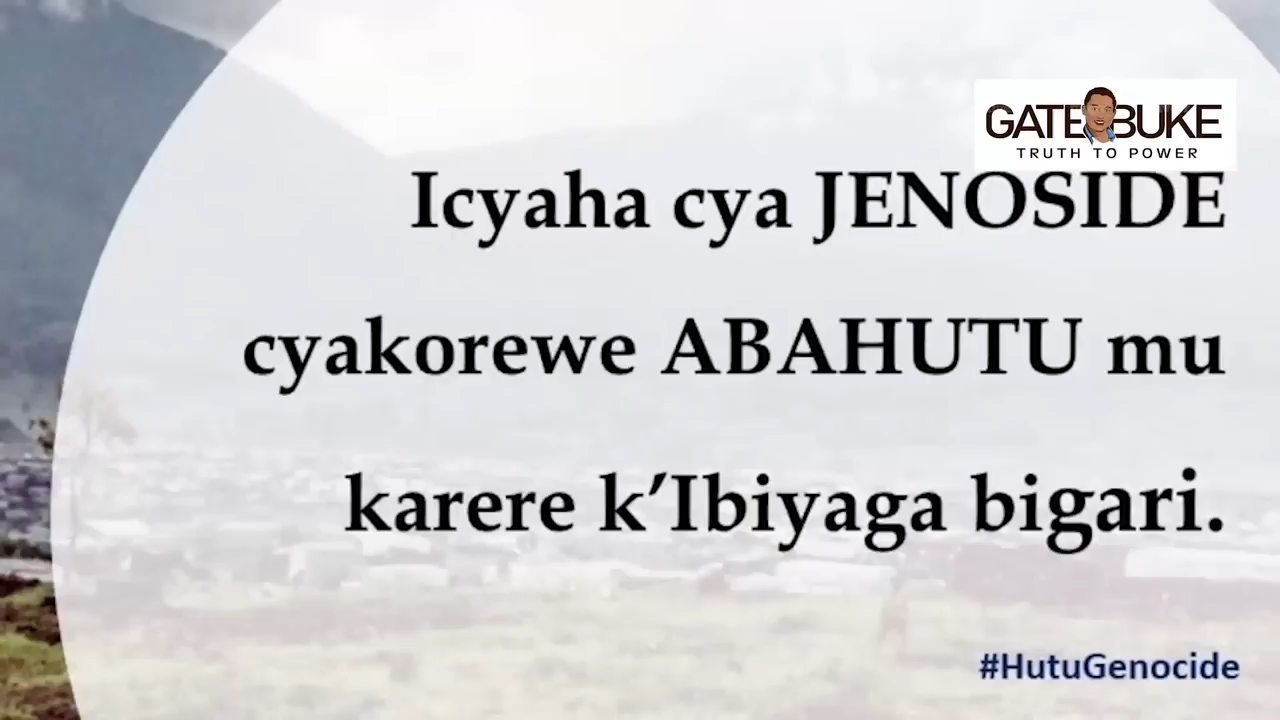 GATEBUKE
TRUTH TO POWER
Icyaha cya JENOSIDE
cyakorewe ABAHUTU mu
karere k’Ibiyaga bigari.
#HutuGenocide